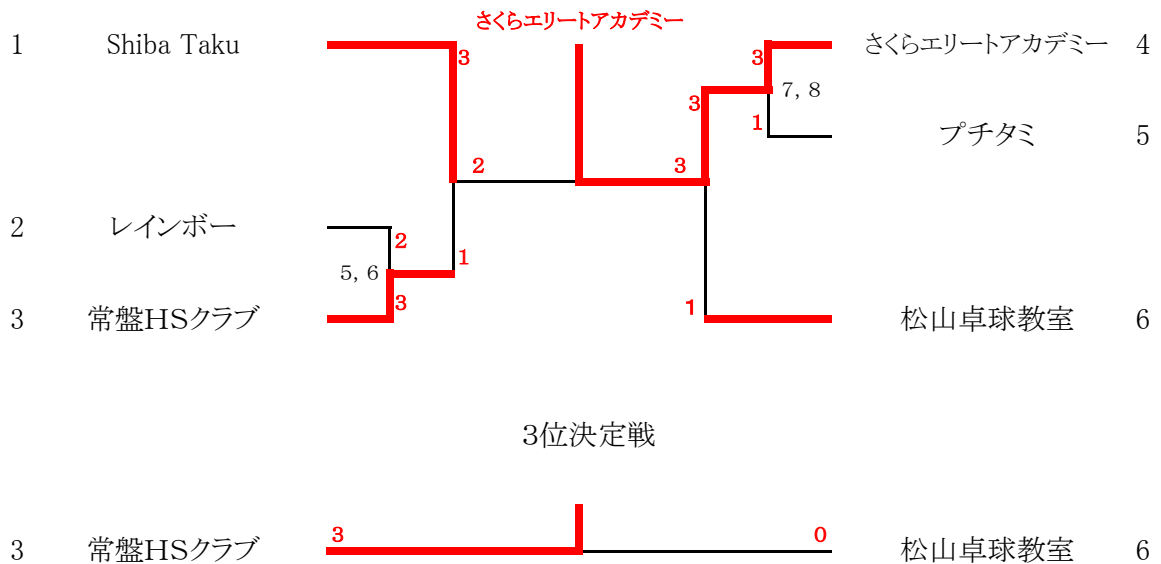 さくらエリートアカデミー
1 Shiba Taku 3 3 さくらエリートアカデミー 4
3 7, 8
1 プチタミ 5
2 3
2 レインボー 2
5, 6 1
3 常盤HSクラブ 3 1 松山卓球教室 6
3位決定戦
3 常盤HSクラブ 3 0 松山卓球教室 6